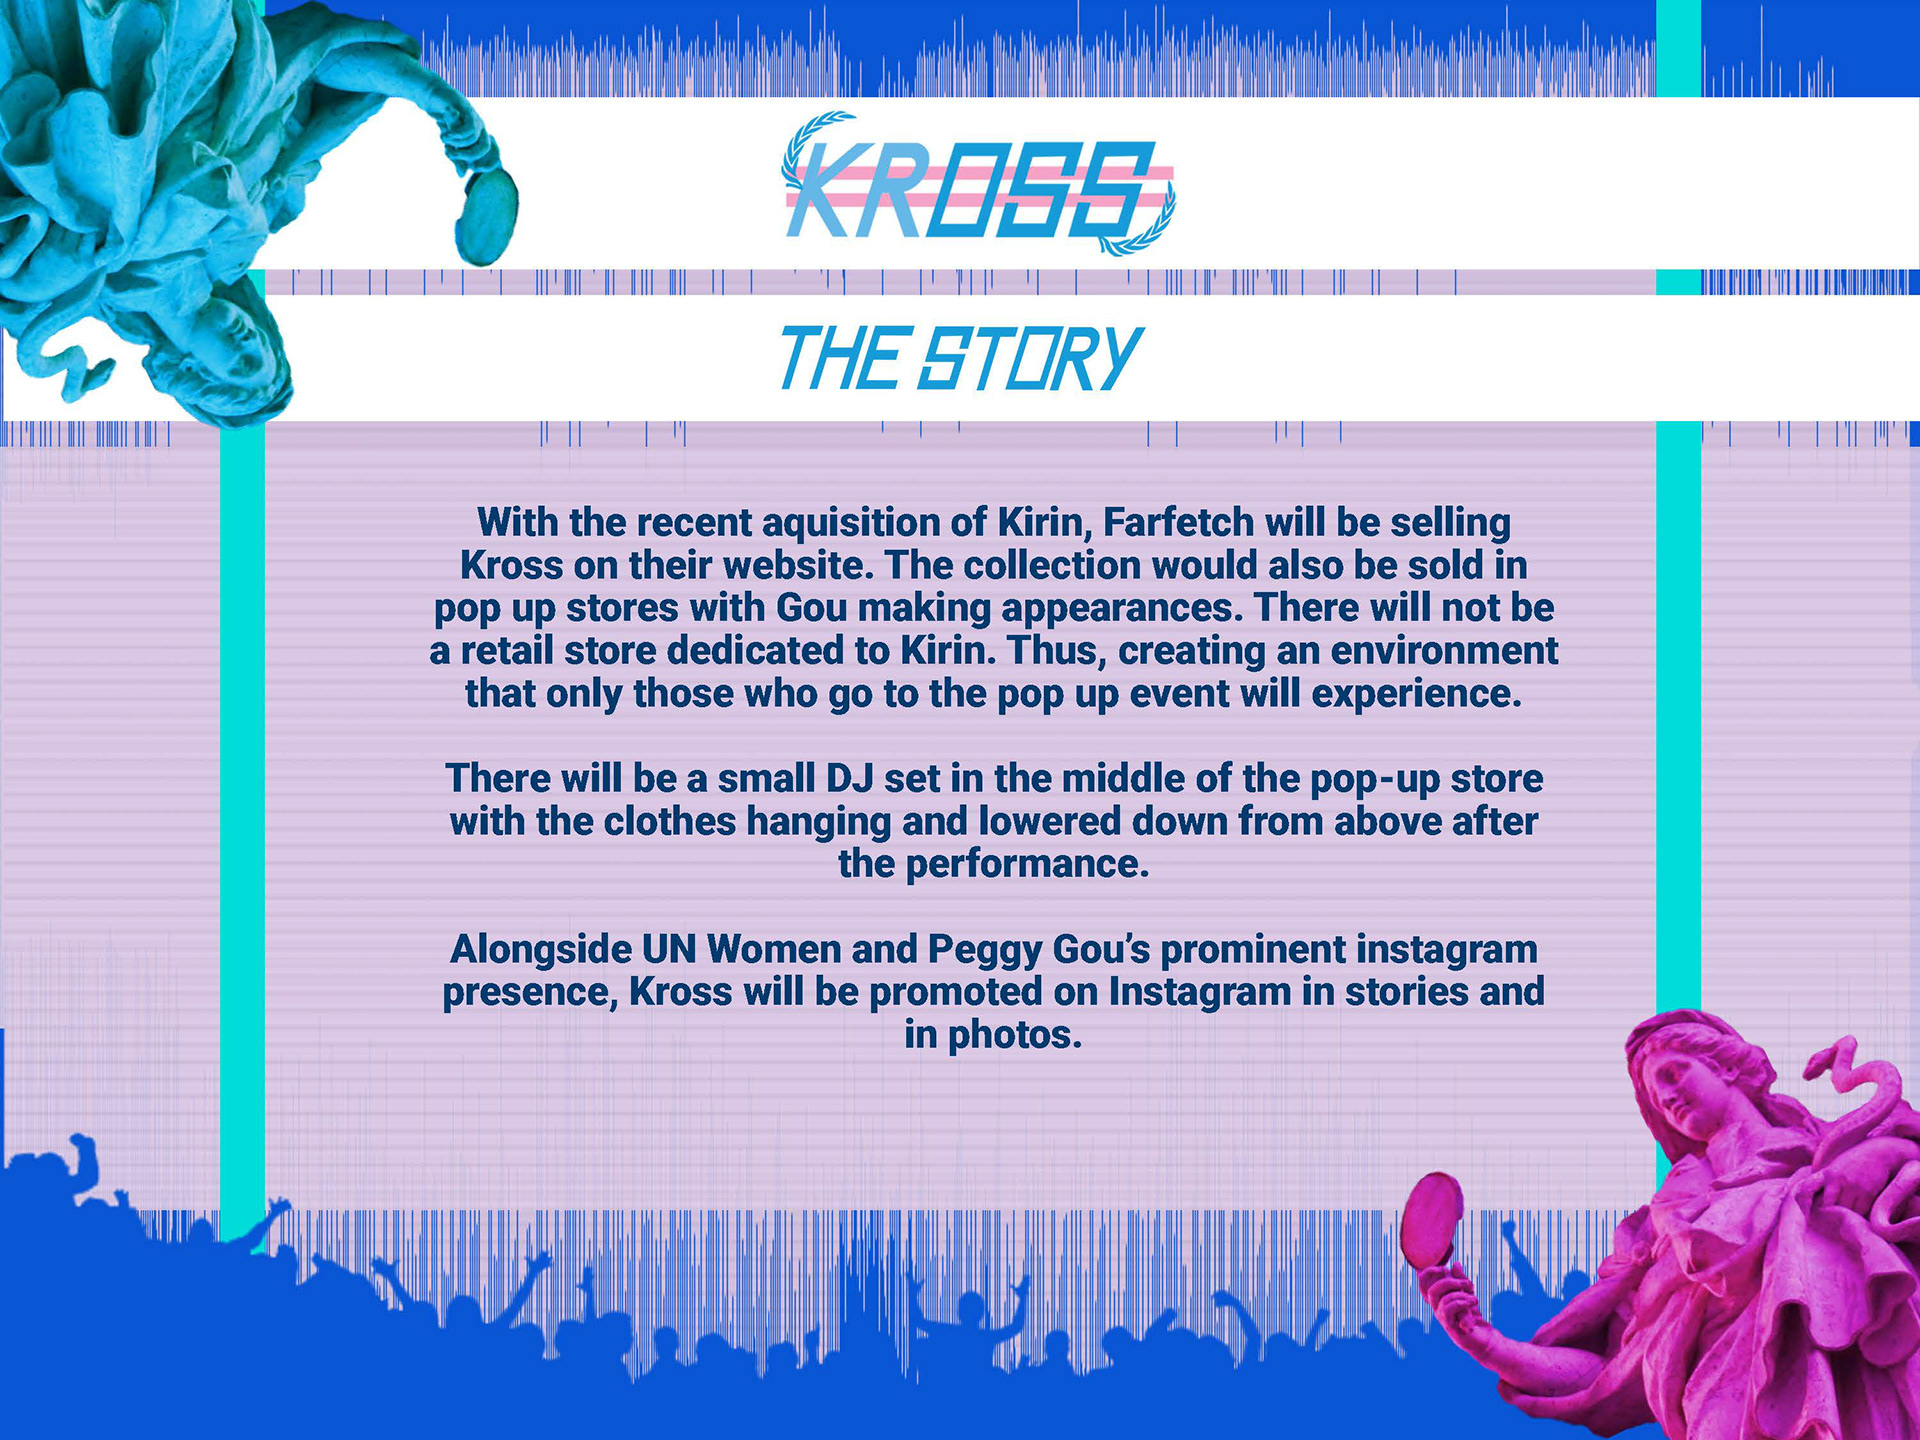 KROSS
THE STORY
With the recent aquisition of Kirin, Farfetch will be selling
Kross on their website. The collection would also be sold in
pop up stores with Gou making appearances. There will not be
a retail store dedicated to Kirin. Thus, creating an environment
that only those who go to the pop up event will experience.
There will be a small DJ set in the middle of the pop-up store
with the clothes hanging and lowered down from above after
the performance.
Alongside UN Women and Peggy Gou’s prominent instagram
presence, Kross will be promoted on Instagram in stories and
in photos.